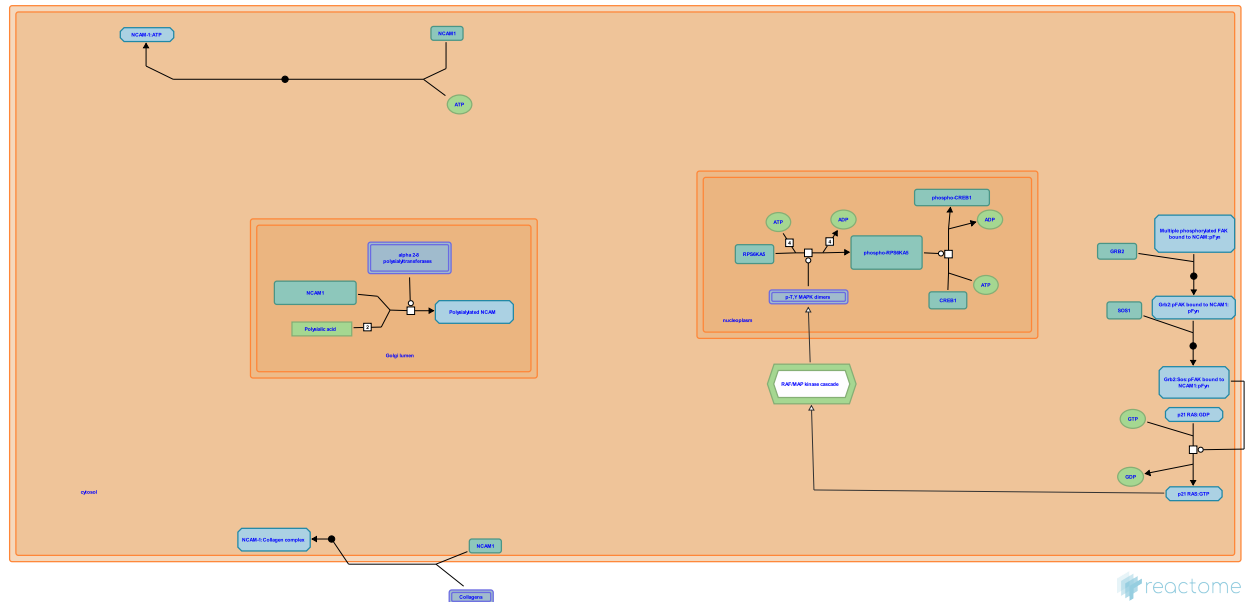 NCAM-1:ATP
NCAM1
ATP
alpha 2-8
polysialyltransferases
NCAM1
Polysialic acid
2
Polysialylated NCAM
Golgi lumen
phospho-CREB1
ATP
ADP
ADP
4
4
RPS6KA5
phospho-RPS6KA5
ATP
p-T,Y MAPK dimers
CREB1
nucleoplasm
RAF/MAP kinase cascade
Multiple phosphorylated FAK
bound to NCAM:pFyn
GRB2
Grb2:pFAK bound to NCAM1:
pFyn
SOS1
Grb2:Sos:pFAK bound to
NCAM1:pFyn
p21 RAS:GDP
GTP
GDP
p21 RAS:GTP
cytosol
NCAM-I:Collagen complex
NCAM1
Collagens
reactome